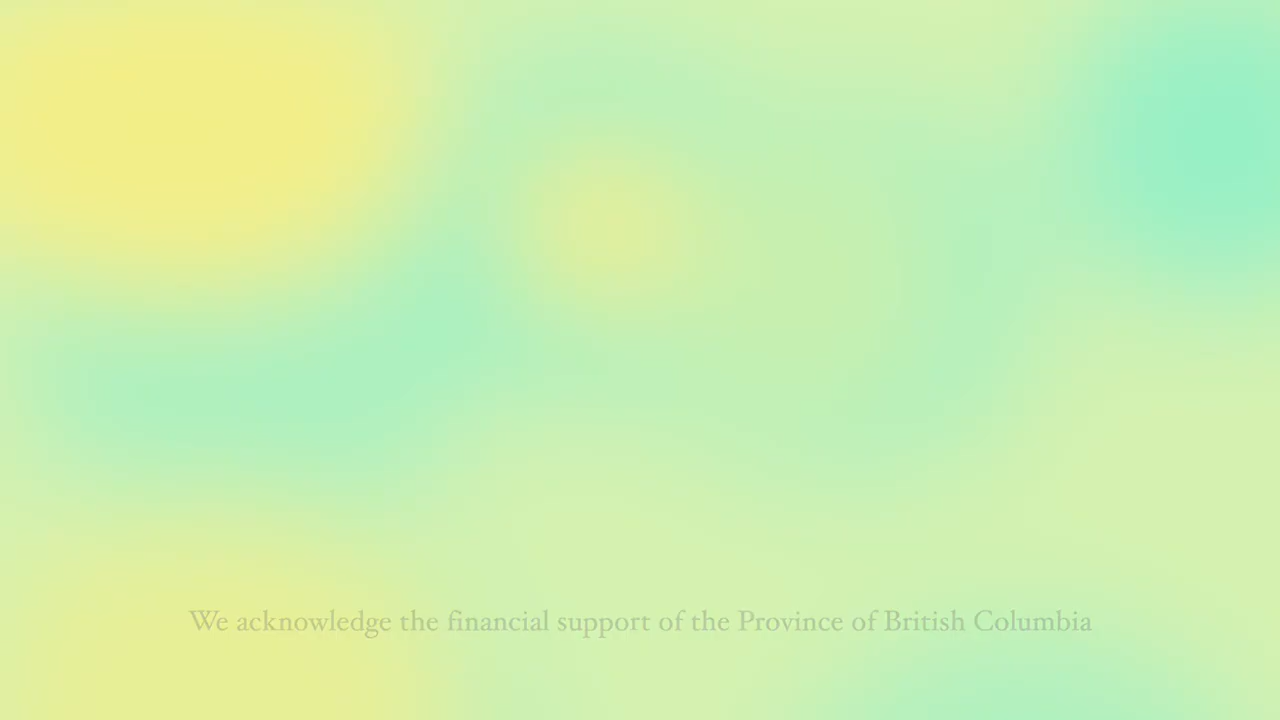 We acknowledge the financial support of the Province of British Columbia